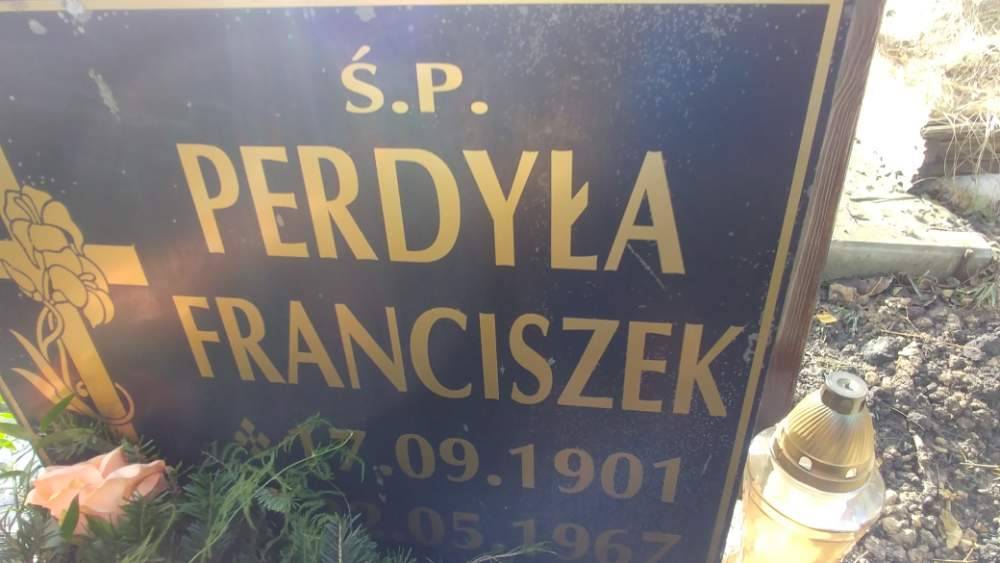 Ś.P.
PERDYŁA
FRANCISZEK
17.09.1901
2.05.1967